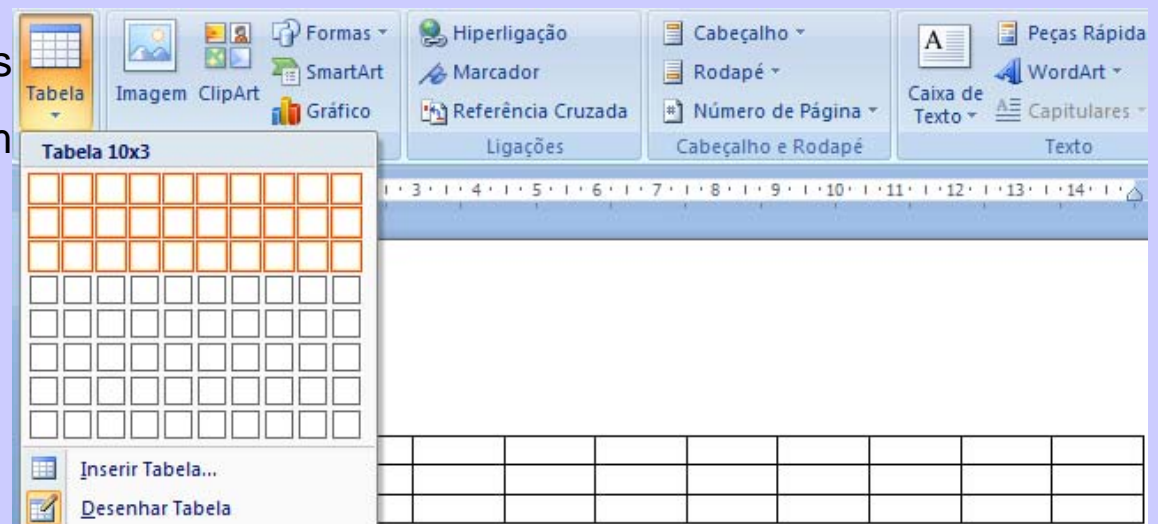 s
n
Tabela
Imagem
ClipArt
Formas
SmartArt
Gráfico
Hiperligação
Marcador
Referência Cruzada
Ligações
Cabeçalho
Rodapé
Número de Página
Cabeçalho e Rodapé
A
Caixa de
Texto
Peças Rápida
WordArt
Capitulares
Texto
Tabela 10x3
3 4 5 6 7 8 9 10 11 12 13 14
Inserir Tabela...
Desenhar Tabela